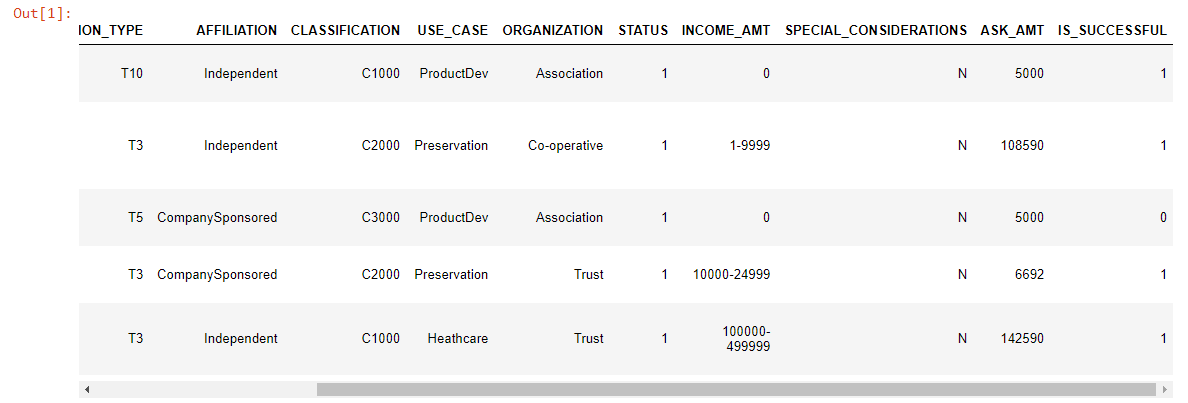 Out[1]:
ION_TYPE AFFILIATION CLASSIFICATION USE_CASE ORGANIZATION STATUS INCOME_AMT SPECIAL_CONSIDERATIONS ASK_AMT IS_SUCCESSFUL
T10 Independent C1000 ProductDev Association 1 0 N 5000 1
T3 Independent C2000 Preservation Co-operative 1 1-9999 N 108590 1
T5 CompanySponsored C3000 ProductDev Association 1 0 N 5000 0
T3 CompanySponsored C2000 Preservation Trust 1 10000-24999 N 6692 1
T3 Independent C1000 Heathcare Trust 1 100000-
499999 N 142590 1